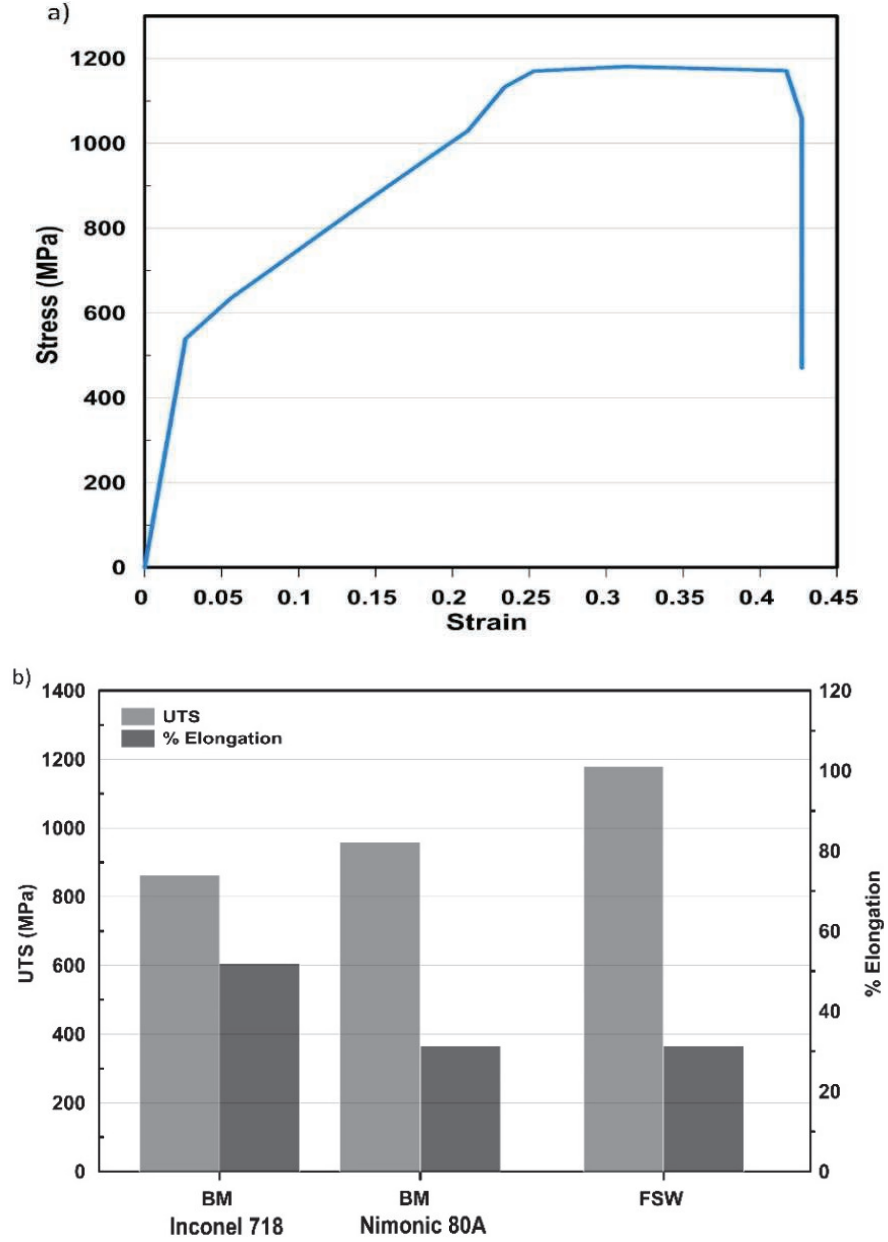 a)
1200
1000
800
600
400
200
0
Stress (MPa)
0 0.05 0.1 0.15 0.2 0.25 0.3 0.35 0.4 0.45
Strain
b)
1400
1200
1000
800
600
400
200
0
UTS (MPa)
UTS
% Elongation
120
100
80
60
40
20
0
% Elongation
BM BM FSW
Inconel 718 Nimonic 80A